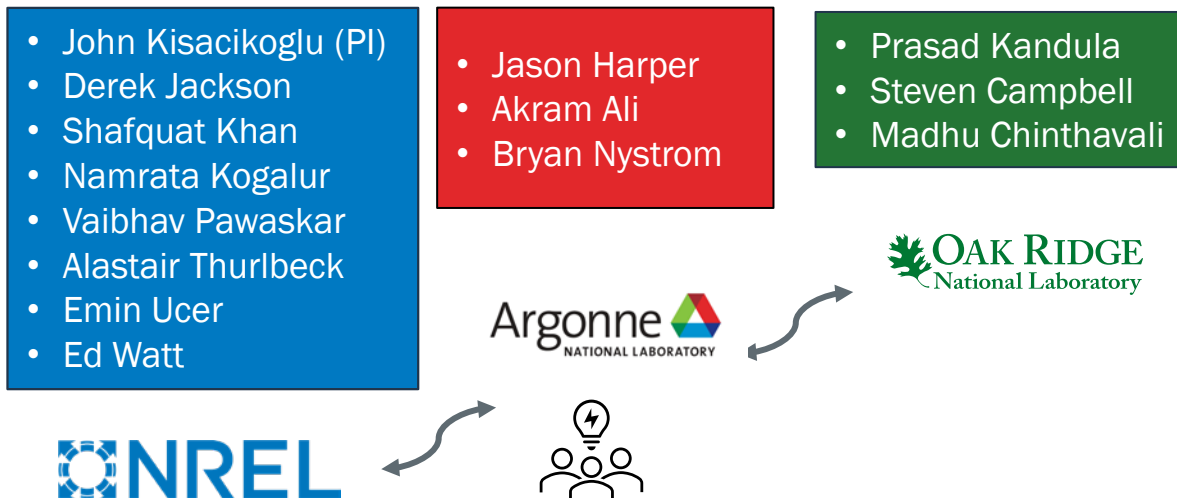 • John Kisacikoglu (PI)
• Derek Jackson
• Shafquat Khan
• Namrata Kogalur
• Vaibhav Pawaskar
• Alastair Thurlbeck
• Emin Ucer
• Ed Watt
• Jason Harper
• Akram Ali
• Bryan Nystrom
• Prasad Kandula
• Steven Campbell
• Madhu Chinthavali
OAK RIDGE
National Laboratory
Argonne
NATIONAL LABORATORY
NREL